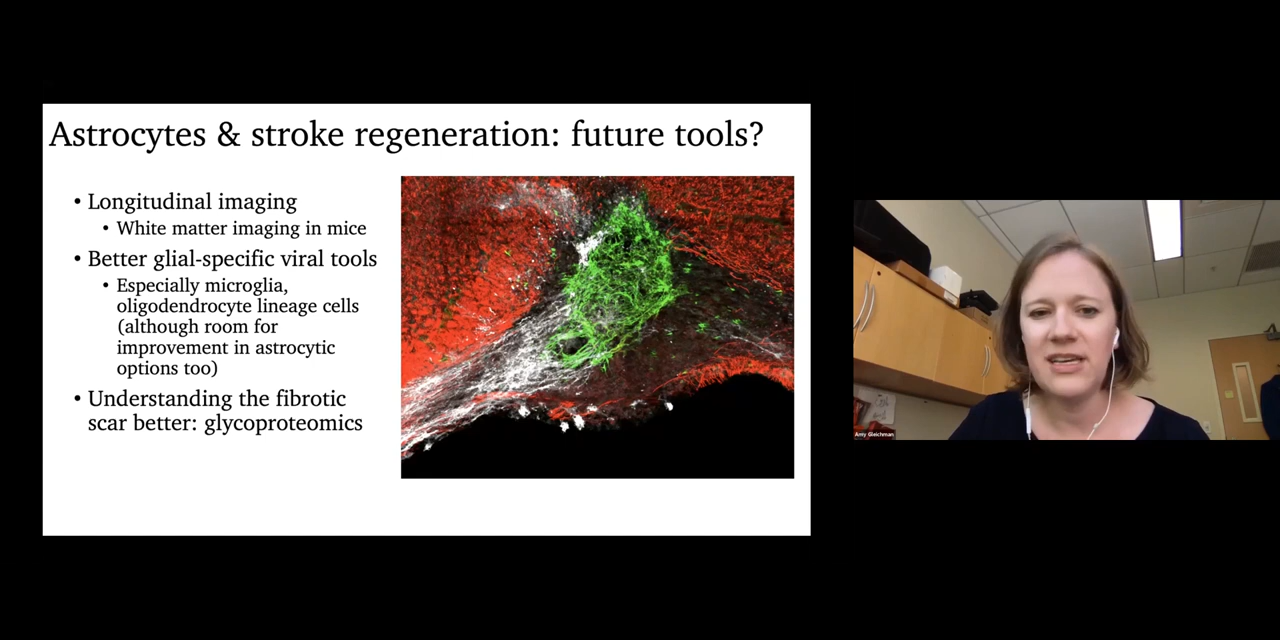 Astrocytes & stroke regeneration: future tools?
• Longitudinal imaging
• White matter imaging in mice
• Better glial-specific viral tools
• Especially microglia,
oligodendrocyte lineage cells
(although room for
improvement in astrocytic
options too)
• Understanding the fibrotic
scar better: glycoproteomics
Amy Gleichman